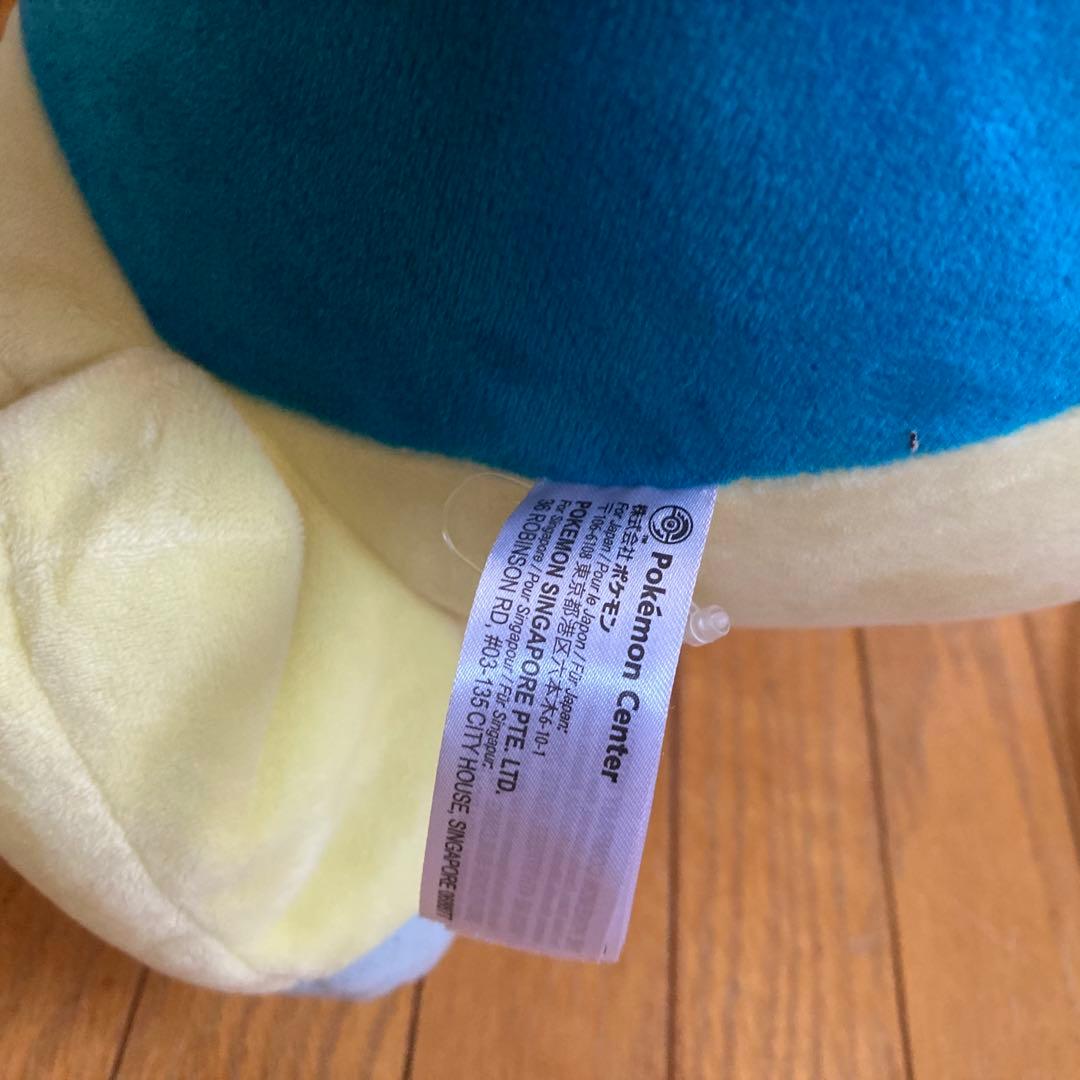 Pokémon Center
™
株式会社ポケモン
For Japan / Pour le Japon / Für Japan:
〒106-6108 東京都港区六本木6-10-1
POKÉMON SINGAPORE PTE. LTD.
For Singapore / Pour Singapour / Für Singapur:
36 ROBINSON RD, #03-135 CITY HOUSE, SINGAPORE 068877